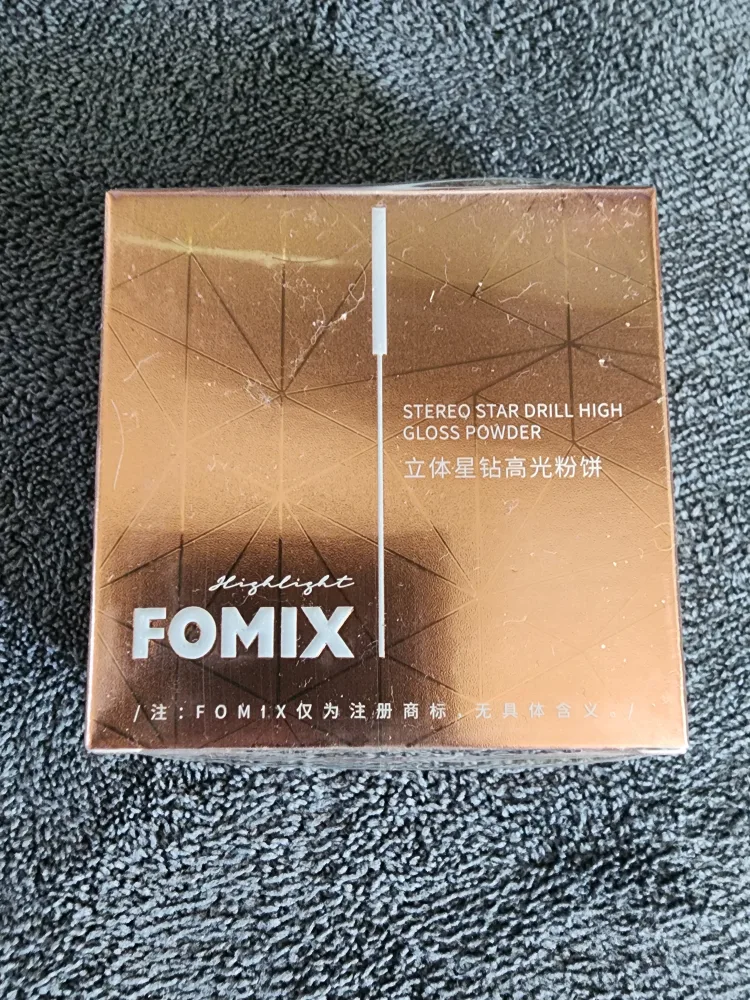 STEREO STAR DRILL HIGH
GLOSS POWDER
立体星钻高光粉饼
Highlight
FOMIX
/注:FOMIX仅为注册商标,无具体含义。/